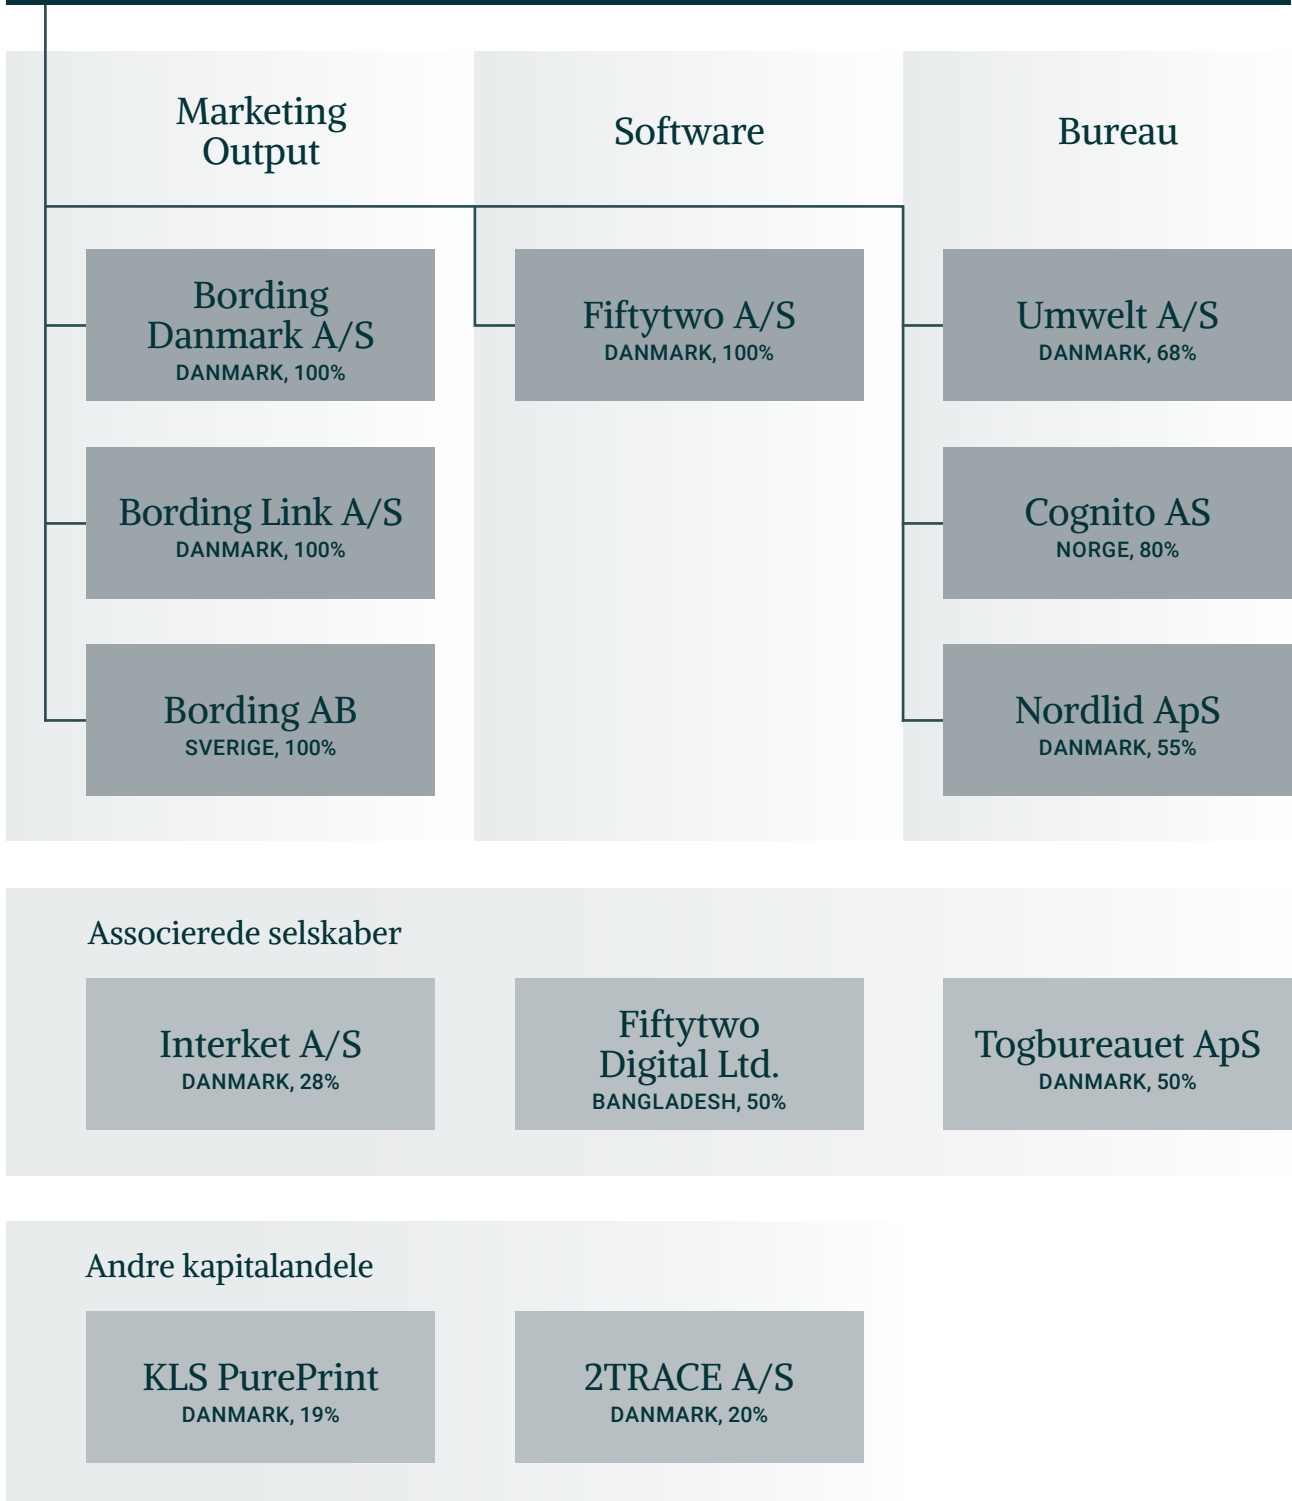 Marketing
Output
Software
Bureau
Bording
Danmark A/S
DANMARK, 100%
Fiftytwo A/S
DANMARK, 100%
Umwelt A/S
DANMARK, 68%
Bording Link A/S
DANMARK, 100%
Cognito AS
NORGE, 80%
Bording AB
SVERIGE, 100%
Nordlid ApS
DANMARK, 55%
Associerede selskaber
Interket A/S
DANMARK, 28%
Fiftytwo
Digital Ltd.
BANGLADESH, 50%
Togbureauet ApS
DANMARK, 50%
Andre kapitalandele
KLS PurePrint
DANMARK, 19%
2TRACE A/S
DANMARK, 20%